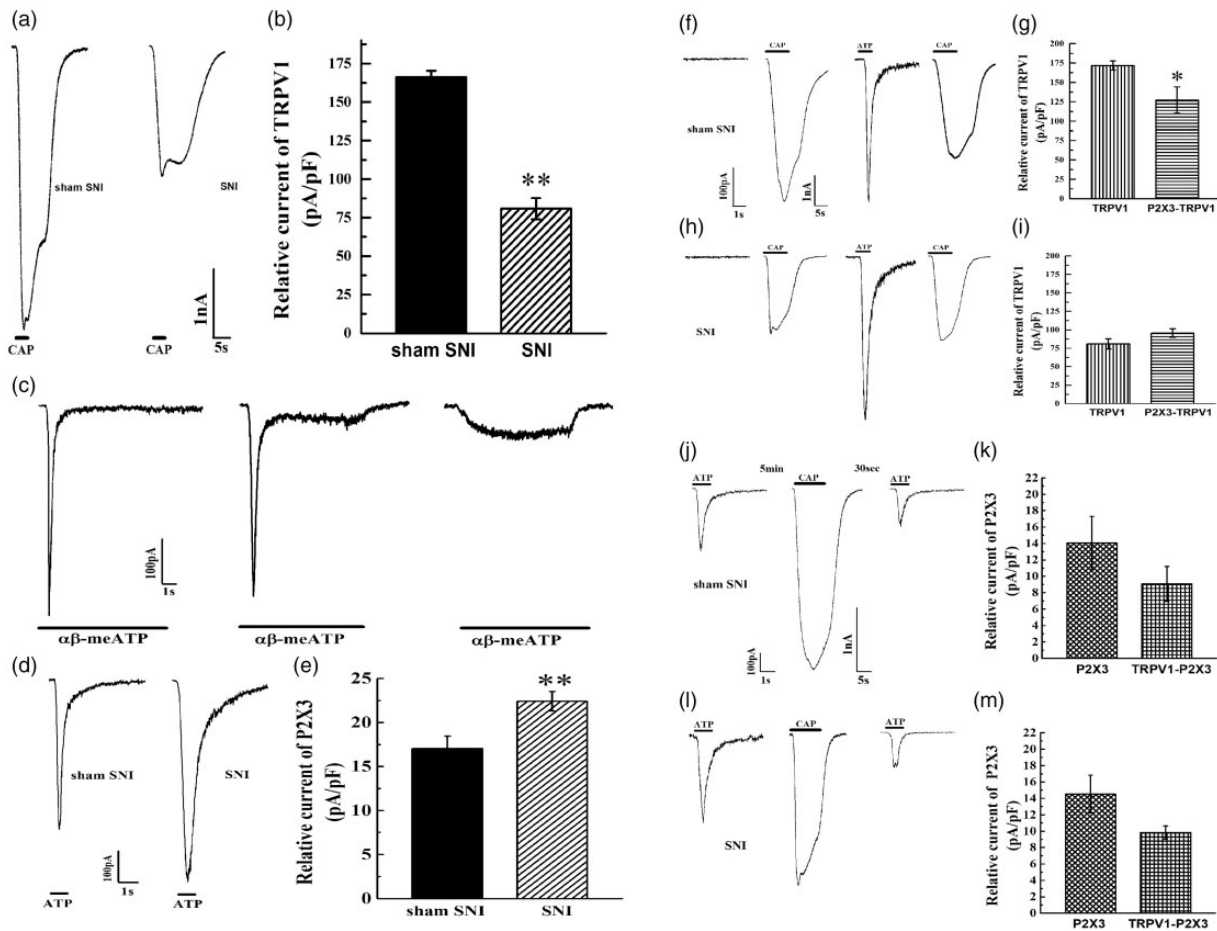 (a)
sham SNI
SNI
CAP
CAP
1nA
5s
(b)
Relative current of TRPV1
(pA/pF)
175
150
125
100
75
50
25
0
**
sham SNI
SNI
(c)
100pA
1s
αβ-meATP
αβ-meATP
αβ-meATP
(d)
sham SNI
SNI
100pA
1s
ATP
ATP
(e)
Relative current of P2X3
(pA/pF)
25
20
15
10
5
0
**
sham SNI
SNI
(f)
CAP
ATP
CAP
sham SNI
100pA
1s
1nA
5s
(g)
Relative current of TRPV1
(pA/pF)
200
175
150
125
100
75
50
25
0
*
TRPV1
P2X3-TRPV1
(h)
CAP
ATP
CAP
SNI
(i)
Relative current of TRPV1
(pA/pF)
200
175
150
125
100
75
50
25
0
TRPV1
P2X3-TRPV1
(j)
ATP
5min
CAP
30sec
ATP
sham SNI
100pA
1s
1nA
5s
(k)
Relative current of P2X3
(pA/pF)
22
20
18
16
14
12
10
8
6
4
2
0
P2X3
TRPV1-P2X3
(l)
ATP
CAP
ATP
SNI
(m)
Relative current of P2X3
(pA/pF)
22
20
18
16
14
12
10
8
6
4
2
0
P2X3
TRPV1-P2X3